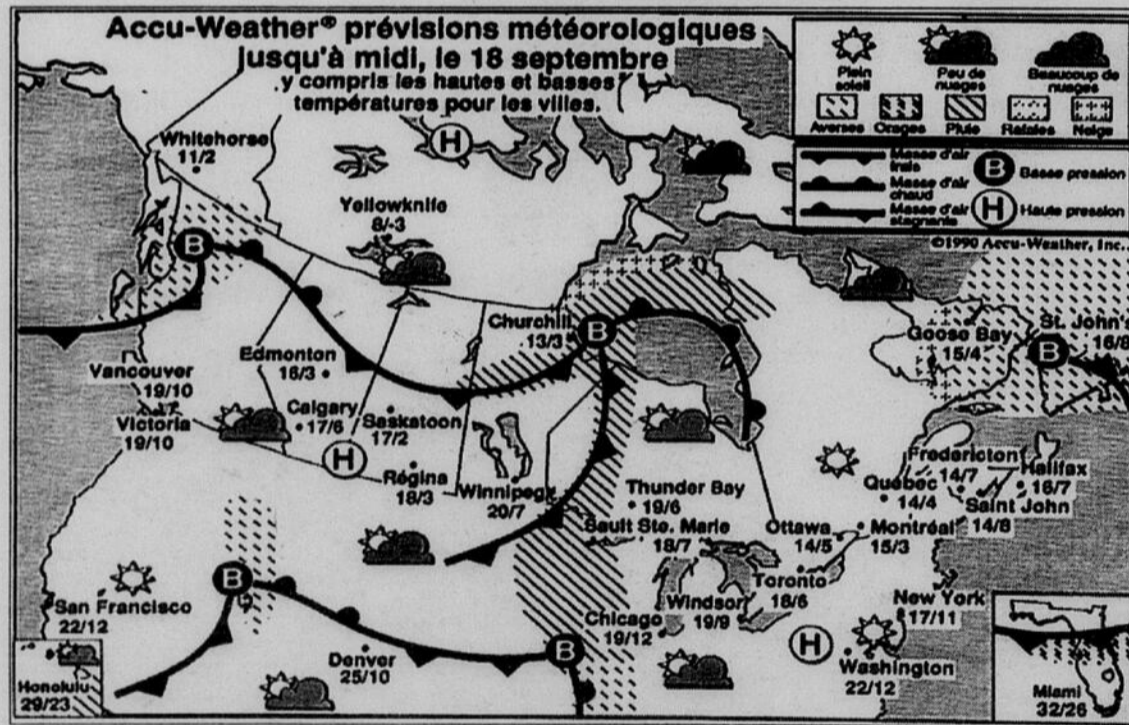 Accu-Weather® prévisions météorologiques
Jusqu'à midi, le 18 septembre
y compris les hautes et basses
températures pour les villes.
Plein
soleil
Peu de
nuages
Beaucoup de
nuages
Averses
Orages
Pluie
Rafales
Neige
Masse d'air
frais
Masse d'air
chaud
Masse d'air
stagnante
B
Basse pression
H
Haute pression
©1990 Accu-Weather, Inc.
Whitehorse
11/2
H
Yellowknife
8/-3
B
Churchill
13/3
B
Goose Bay
15/4
St. John's
16/8
B
Edmonton
16/3
Vancouver
19/10
Victoria
19/10
Calgary
17/6
Saskatoon
17/2
H
Régina
18/3
Winnipeg
20/7
Thunder Bay
19/6
Sault Ste. Marie
18/7
Fredericton
14/7
Halifax
16/7
Québec
14/4
Saint John
14/8
Ottawa
14/5
Montréal
15/3
Toronto
18/6
San Francisco
22/12
B
Chicago
19/12
Windsor
19/9
New York
17/11
H
Washington
22/12
Denver
25/10
B
Honolulu
29/23
Miami
32/26